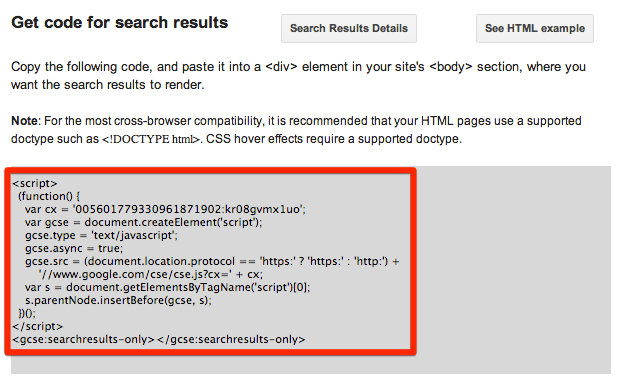 Get code for search results
Search Results Details
See HTML example
Copy the following code, and paste it into a <div> element in your site's <body> section, where you
want the search results to render.
Note: For the most cross-browser compatibility, it is recommended that your HTML pages use a supported
doctype such as <!DOCTYPE html>. CSS hover effects require a supported doctype.
<script>
(function() {
var cx = '005601779330961871902:kr08gvmx1uo';
var gcse = document.createElement('script');
gcse.type = 'text/javascript';
gcse.async = true;
gcse.src = (document.location.protocol == 'https:' ? 'https:' : 'http:') +
'//www.google.com/cse/cse.js?cx=' + cx;
var s = document.getElementsByTagName('script')[0];
s.parentNode.insertBefore(gcse, s);
})();
</script>
<gcse:searchresults-only></gcse:searchresults-only>